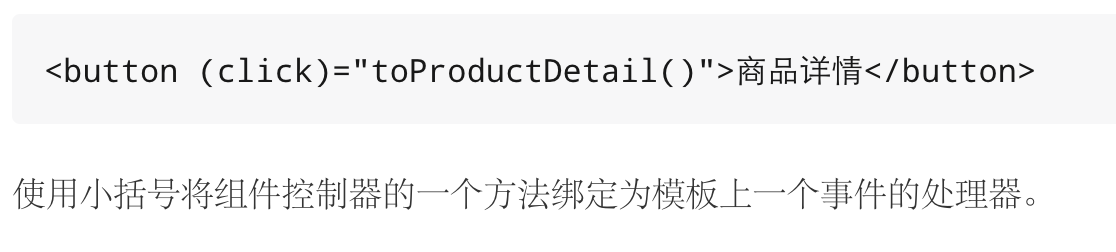 <button (click)="toProductDetail()">商品详情</button>
使用小括号将组件控制器的一个方法绑定为模板上一个事件的处理器。